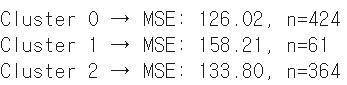 Cluster 0 → MSE: 126.02, n=424
Cluster 1 → MSE: 158.21, n=61
Cluster 2 → MSE: 133.80, n=364